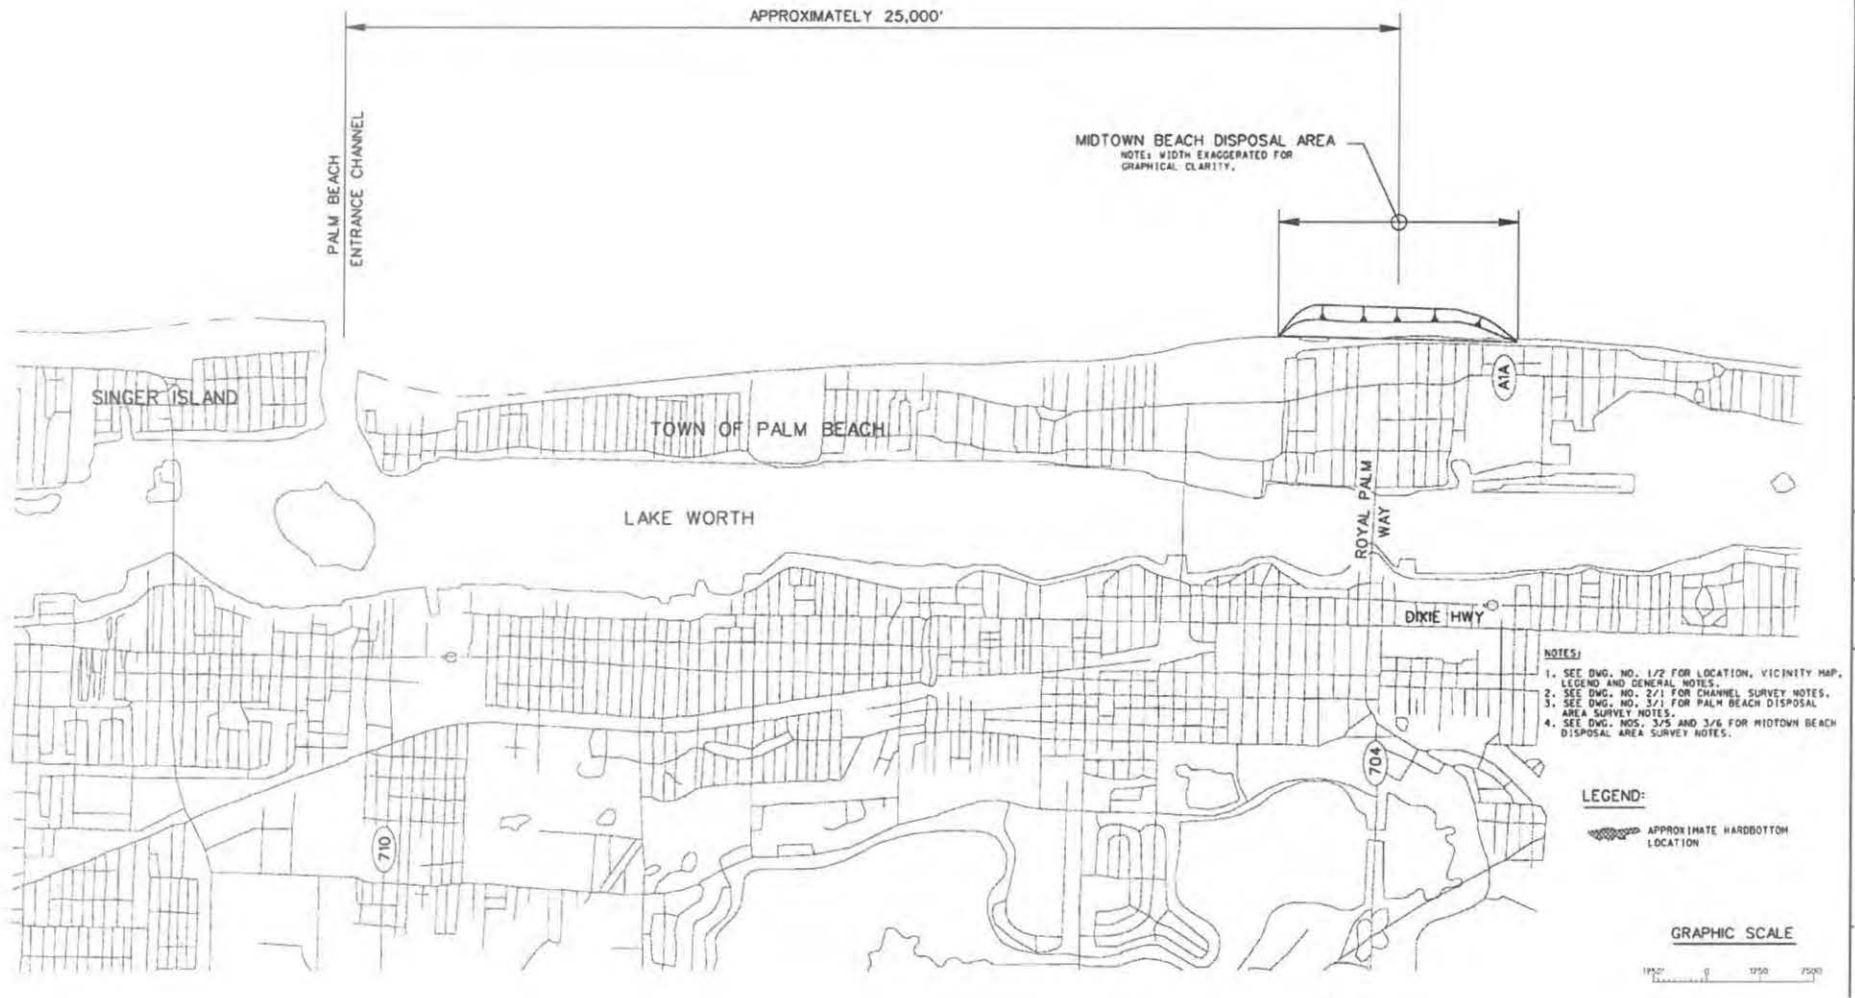 APPROXIMATELY 25,000'
PALM BEACH
ENTRANCE CHANNEL
MIDTOWN BEACH DISPOSAL AREA
NOTE: WIDTH EXAGGERATED FOR
GRAPHICAL CLARITY.
SINGER ISLAND
TOWN OF PALM BEACH
A1A
LAKE WORTH
ROYAL PALM
WAY
DIXIE HWY
NOTES:
1. SEE DWG. NO. 1/2 FOR LOCATION, VICINITY MAP,
LEGEND AND GENERAL NOTES.
2. SEE DWG. NO. 2/1 FOR CHANNEL SURVEY NOTES.
3. SEE DWG. NO. 3/1 FOR PALM BEACH DISPOSAL
AREA SURVEY NOTES.
4. SEE DWG. NOS. 3/5 AND 3/6 FOR MIDTOWN BEACH
DISPOSAL AREA SURVEY NOTES.
704
710
LEGEND:
APPROXIMATE HARDBOTTOM
LOCATION
GRAPHIC SCALE
0